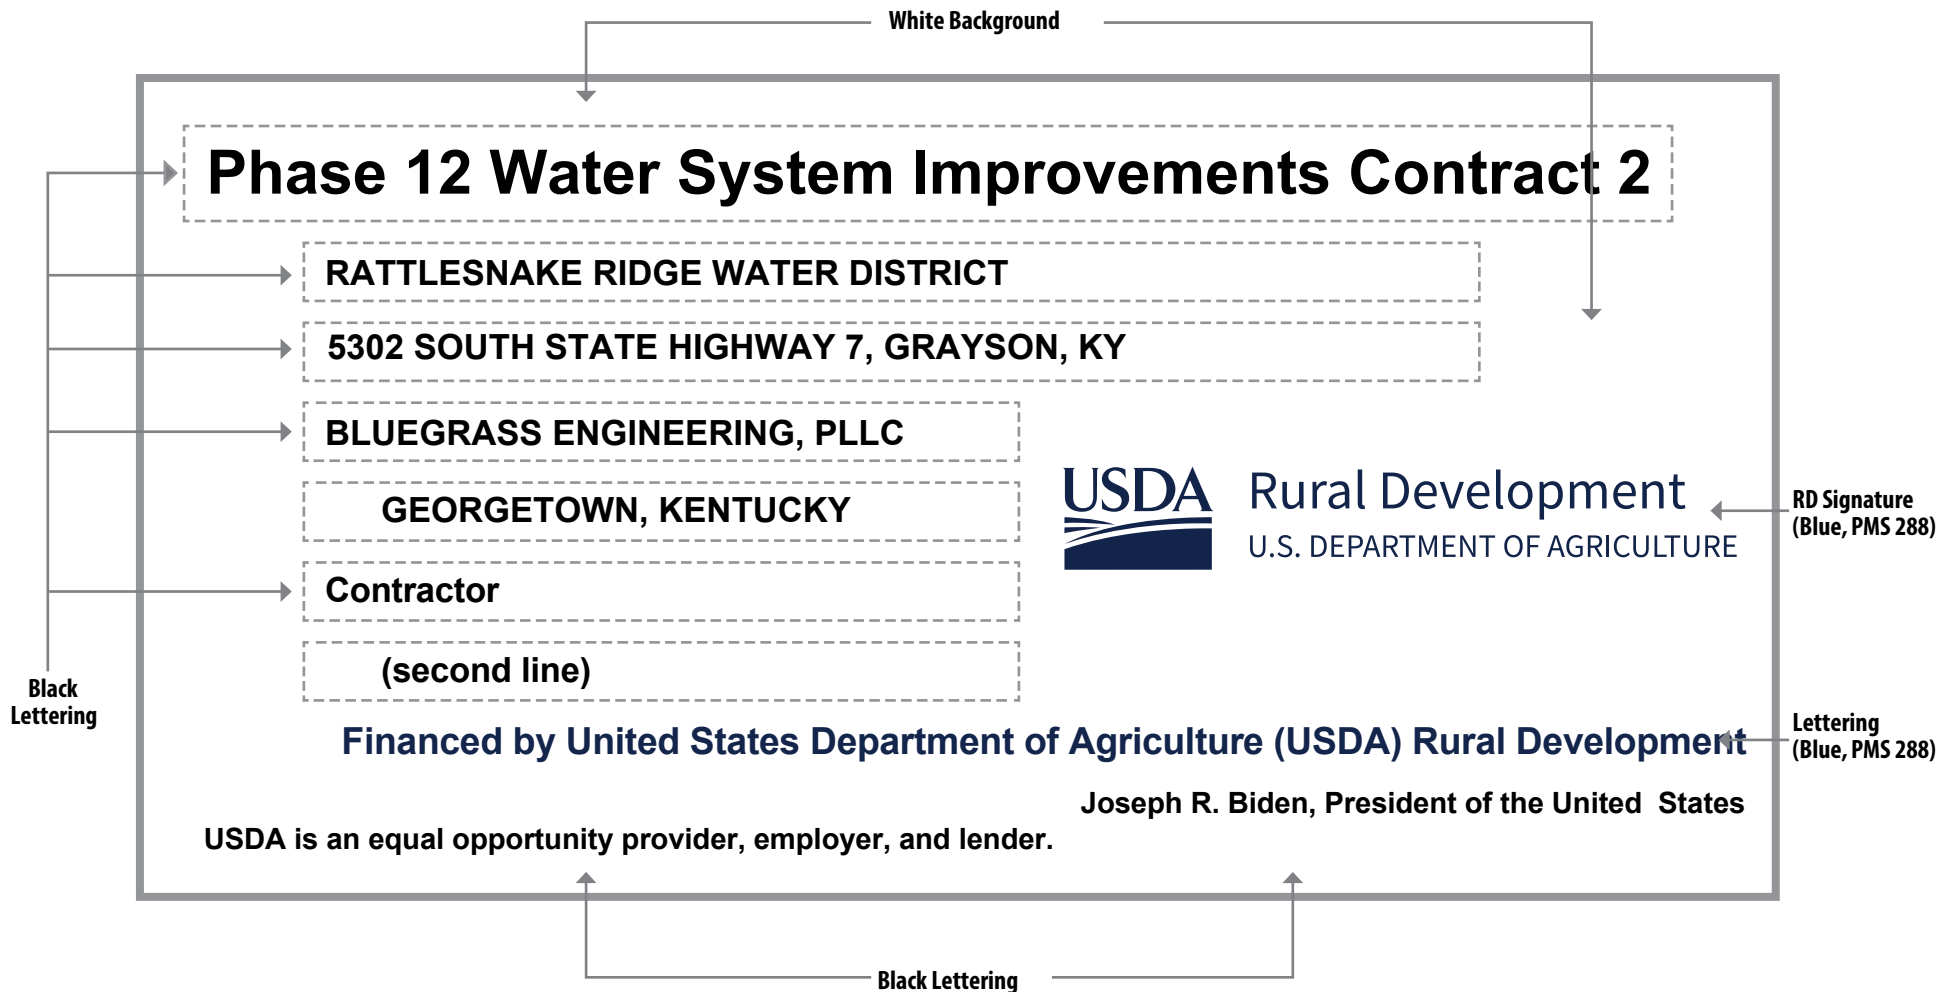 White Background
Phase 12 Water System Improvements Contract 2
RATTLESNAKE RIDGE WATER DISTRICT
5302 SOUTH STATE HIGHWAY 7, GRAYSON, KY
BLUEGRASS ENGINEERING, PLLC
GEORGETOWN, KENTUCKY
Contractor
(second line)
USDA
Rural Development
U.S. DEPARTMENT OF AGRICULTURE
RD Signature
(Blue, PMS 288)
Black
Lettering
Financed by United States Department of Agriculture (USDA) Rural Development
Lettering
(Blue, PMS 288)
Joseph R. Biden, President of the United  States
USDA is an equal opportunity provider, employer, and lender.
Black Lettering